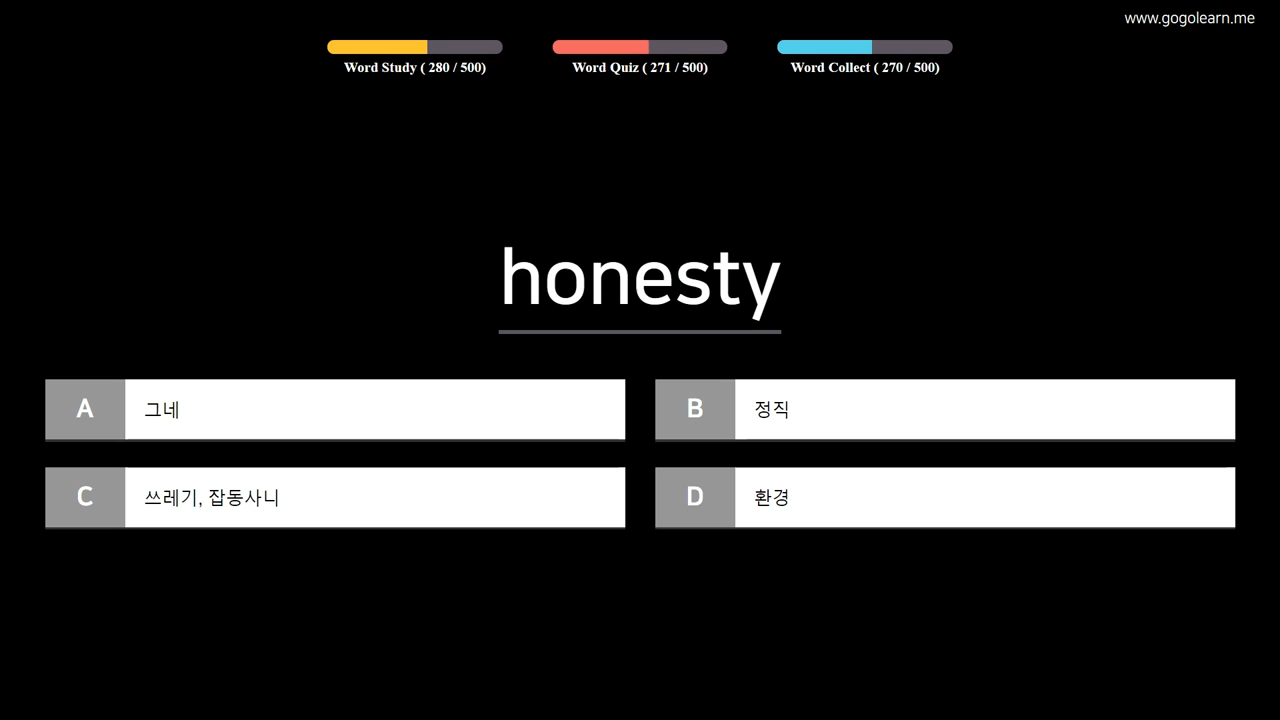 www.gogolearn.me
Word Study ( 280 / 500)
Word Quiz ( 271 / 500)
Word Collect ( 270 / 500)
honesty
A 그네
B 정직
C 쓰레기, 잡동사니
D 환경